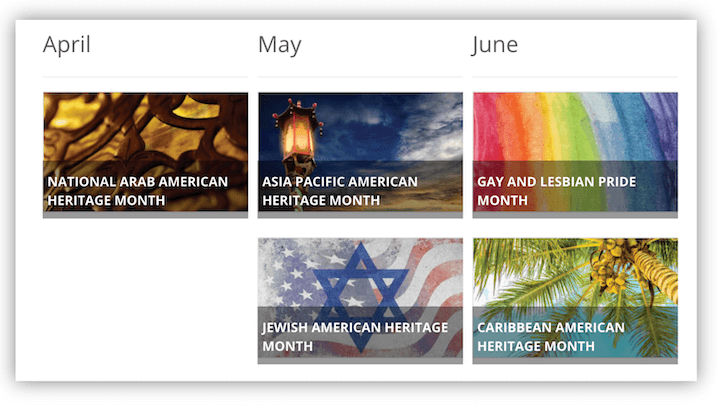 April
May
June
NATIONAL ARAB AMERICAN
HERITAGE MONTH
ASIA PACIFIC AMERICAN
HERITAGE MONTH
GAY AND LESBIAN PRIDE
MONTH
JEWISH AMERICAN HERITAGE
MONTH
CARIBBEAN AMERICAN
HERITAGE MONTH